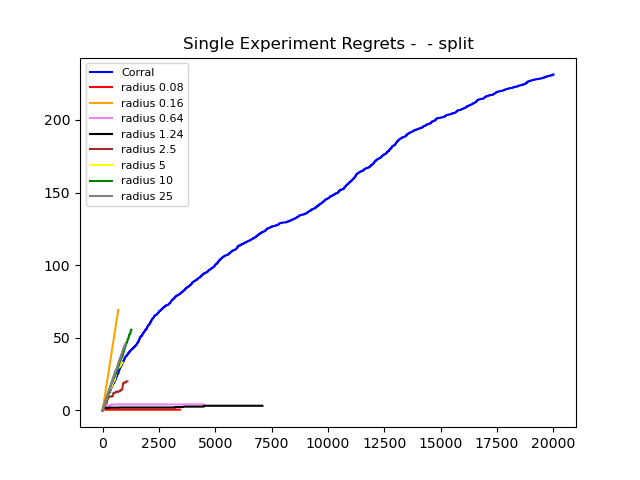 Single Experiment Regrets -  - split
Corral
radius 0.08
radius 0.16
radius 0.64
radius 1.24
radius 2.5
radius 5
radius 10
radius 25
200
150
100
50
0
0 2500 5000 7500 10000 12500 15000 17500 20000